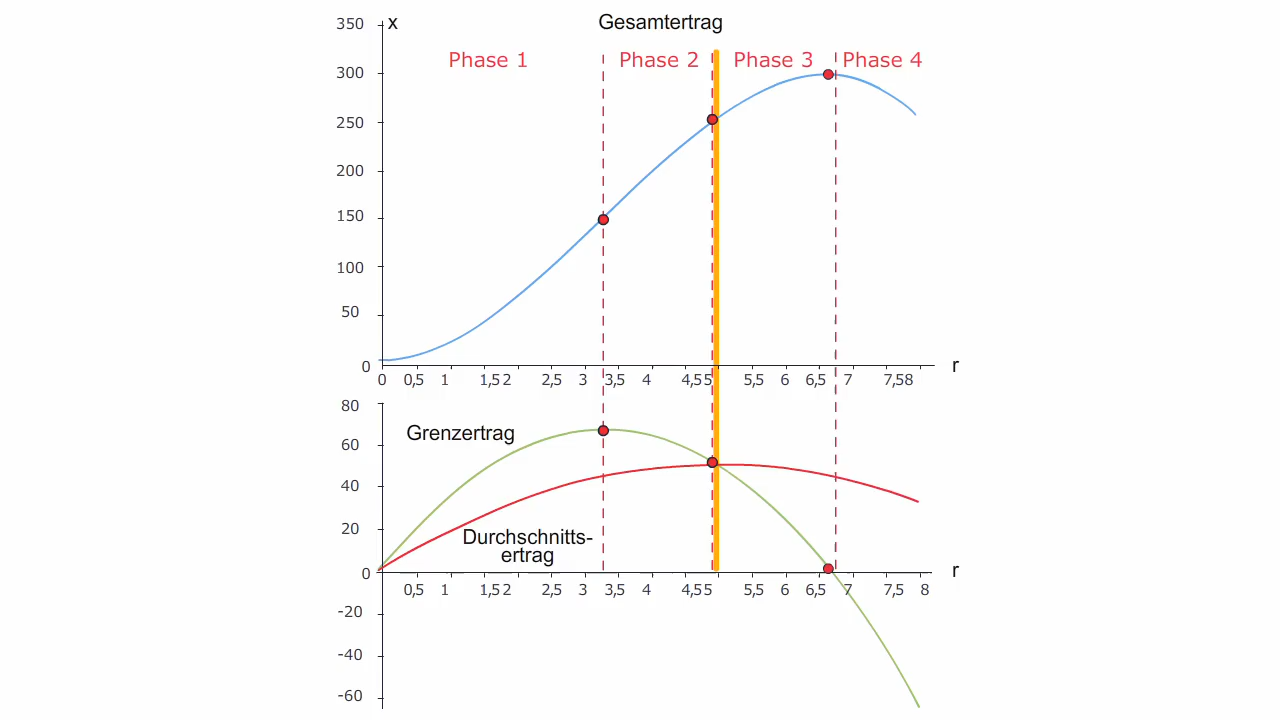 Gesamtertrag
x
350
Phase 1 Phase 2 Phase 3 Phase 4
300
250
200
150
100
50
0
r
0 0,5 1 1,5 2 2,5 3 3,5 4 4,5 5 5,5 6 6,5 7 7,5 8
80
Grenzertrag
60
40
20
Durchschnitts-
ertrag
0
r
0,5 1 1,5 2 2,5 3 3,5 4 4,5 5 5,5 6 6,5 7 7,5 8
-20
-40
-60